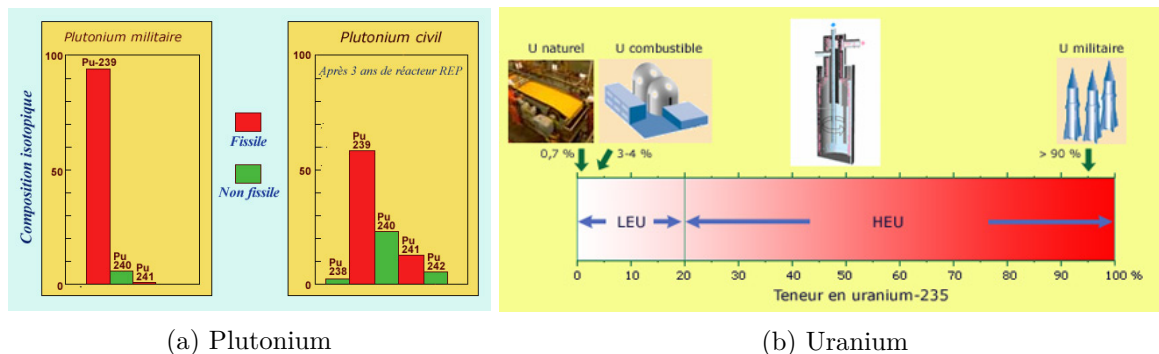 Plutonium militaire
Composition isotopique
100
50
0
Pu-239
Pu
240
Pu
241
Fissile
Non fissile
Plutonium civil
Après 3 ans de réacteur REP
100
50
0
Pu
238
Pu
239
Pu
240
Pu
241
Pu
242
(a) Plutonium
U naturel
U combustible
U militaire
0,7 %
3-4 %
> 90 %
LEU
HEU
0 10 20 30 40 50 60 70 80 90 100 %
Teneur en uranium-235
(b) Uranium